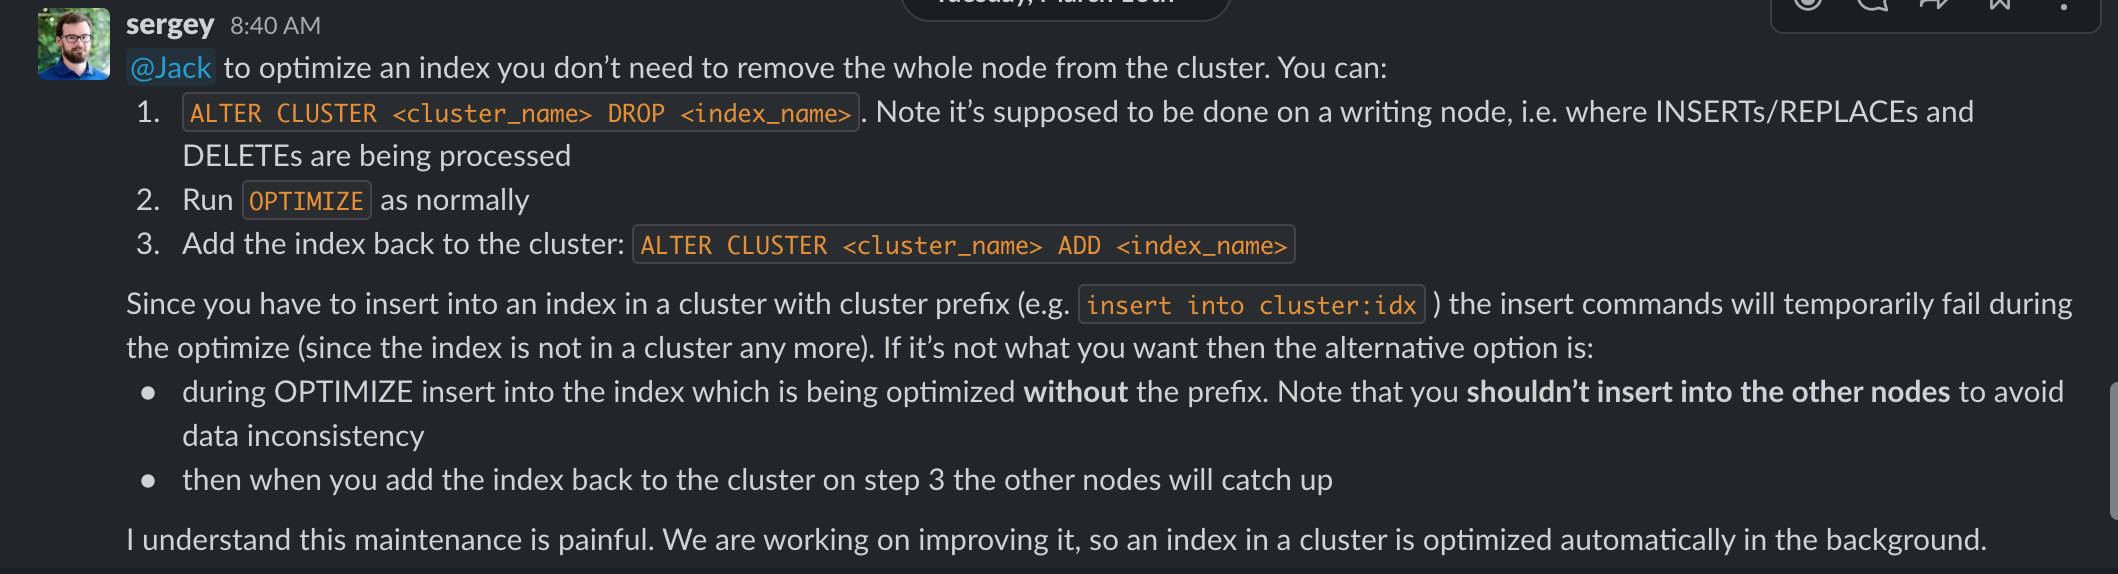 sergey 8:40 AM
@Jack to optimize an index you don’t need to remove the whole node from the cluster. You can:
1. ALTER CLUSTER <cluster_name> DROP <index_name>. Note it’s supposed to be done on a writing node, i.e. where INSERTs/REPLACEs and
DELETEs are being processed
2. Run OPTIMIZE as normally
3. Add the index back to the cluster: ALTER CLUSTER <cluster_name> ADD <index_name>
Since you have to insert into an index in a cluster with cluster prefix (e.g. insert into cluster:idx ) the insert commands will temporarily fail during
the optimize (since the index is not in a cluster any more). If it’s not what you want then the alternative option is:
● during OPTIMIZE insert into the index which is being optimized without the prefix. Note that you shouldn’t insert into the other nodes to avoid
data inconsistency
● then when you add the index back to the cluster on step 3 the other nodes will catch up
I understand this maintenance is painful. We are working on improving it, so an index in a cluster is optimized automatically in the background.